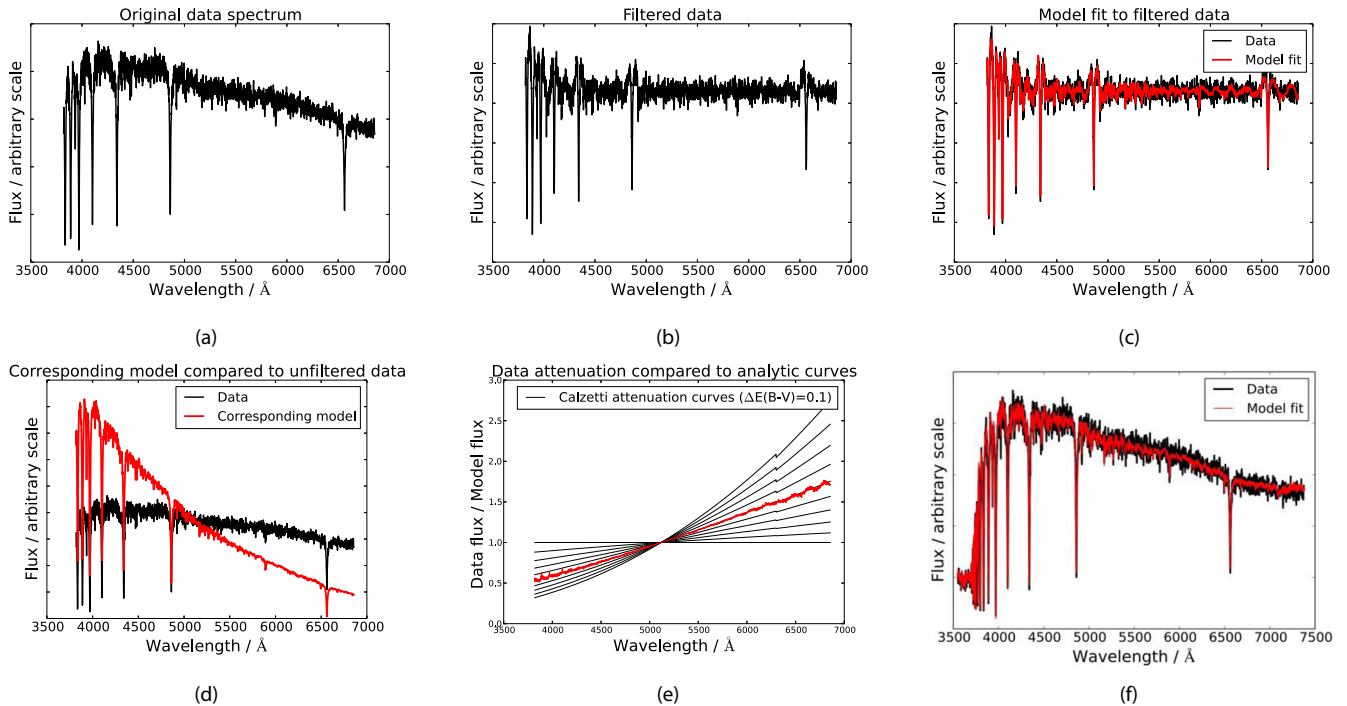 Original data spectrum
Flux / arbitrary scale
3500 4000 4500 5000 5500 6000 6500 7000
Wavelength / Å
(a)
Filtered data
Flux / arbitrary scale
3500 4000 4500 5000 5500 6000 6500 7000
Wavelength / Å
(b)
Model fit to filtered data
Data
Model fit
Flux / arbitrary scale
3500 4000 4500 5000 5500 6000 6500 7000
Wavelength / Å
(c)
Corresponding model compared to unfiltered data
Data
Corresponding model
Flux / arbitrary scale
3500 4000 4500 5000 5500 6000 6500 7000
Wavelength / Å
(d)
Data attenuation compared to analytic curves
Calzetti attenuation curves (ΔE(B-V)=0.1)
Data flux / Model flux
3.0
2.5
2.0
1.5
1.0
0.5
0.0
3500 4000 4500 5000 5500 6000 6500 7000
Wavelength / Å
(e)
Data
Model fit
Flux / arbitrary scale
3500 4000 4500 5000 5500 6000 6500 7000 7500
Wavelength / Å
(f)